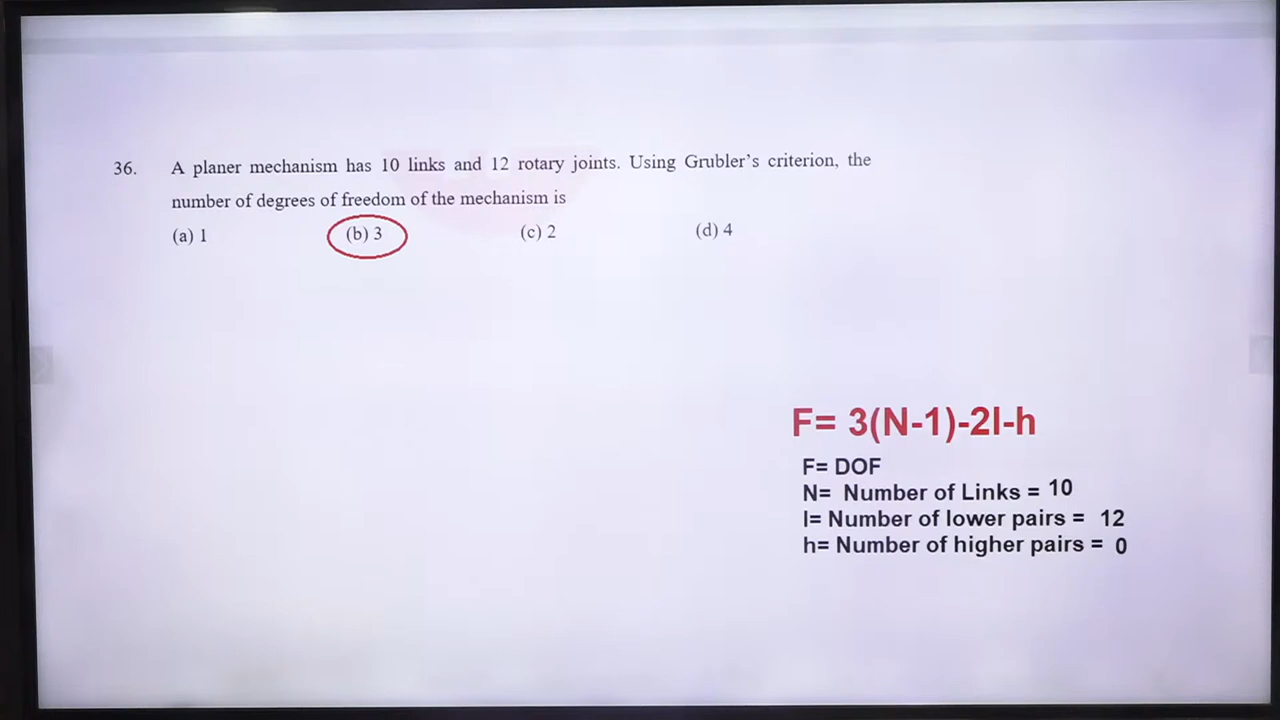 36. A planer mechanism has 10 links and 12 rotary joints. Using Grubler's criterion, the
number of degrees of freedom of the mechanism is
(a) 1 (b) 3 (c) 2 (d) 4
F= 3(N-1)-2l-h
F= DOF
N= Number of Links = 10
l= Number of lower pairs = 12
h= Number of higher pairs = 0